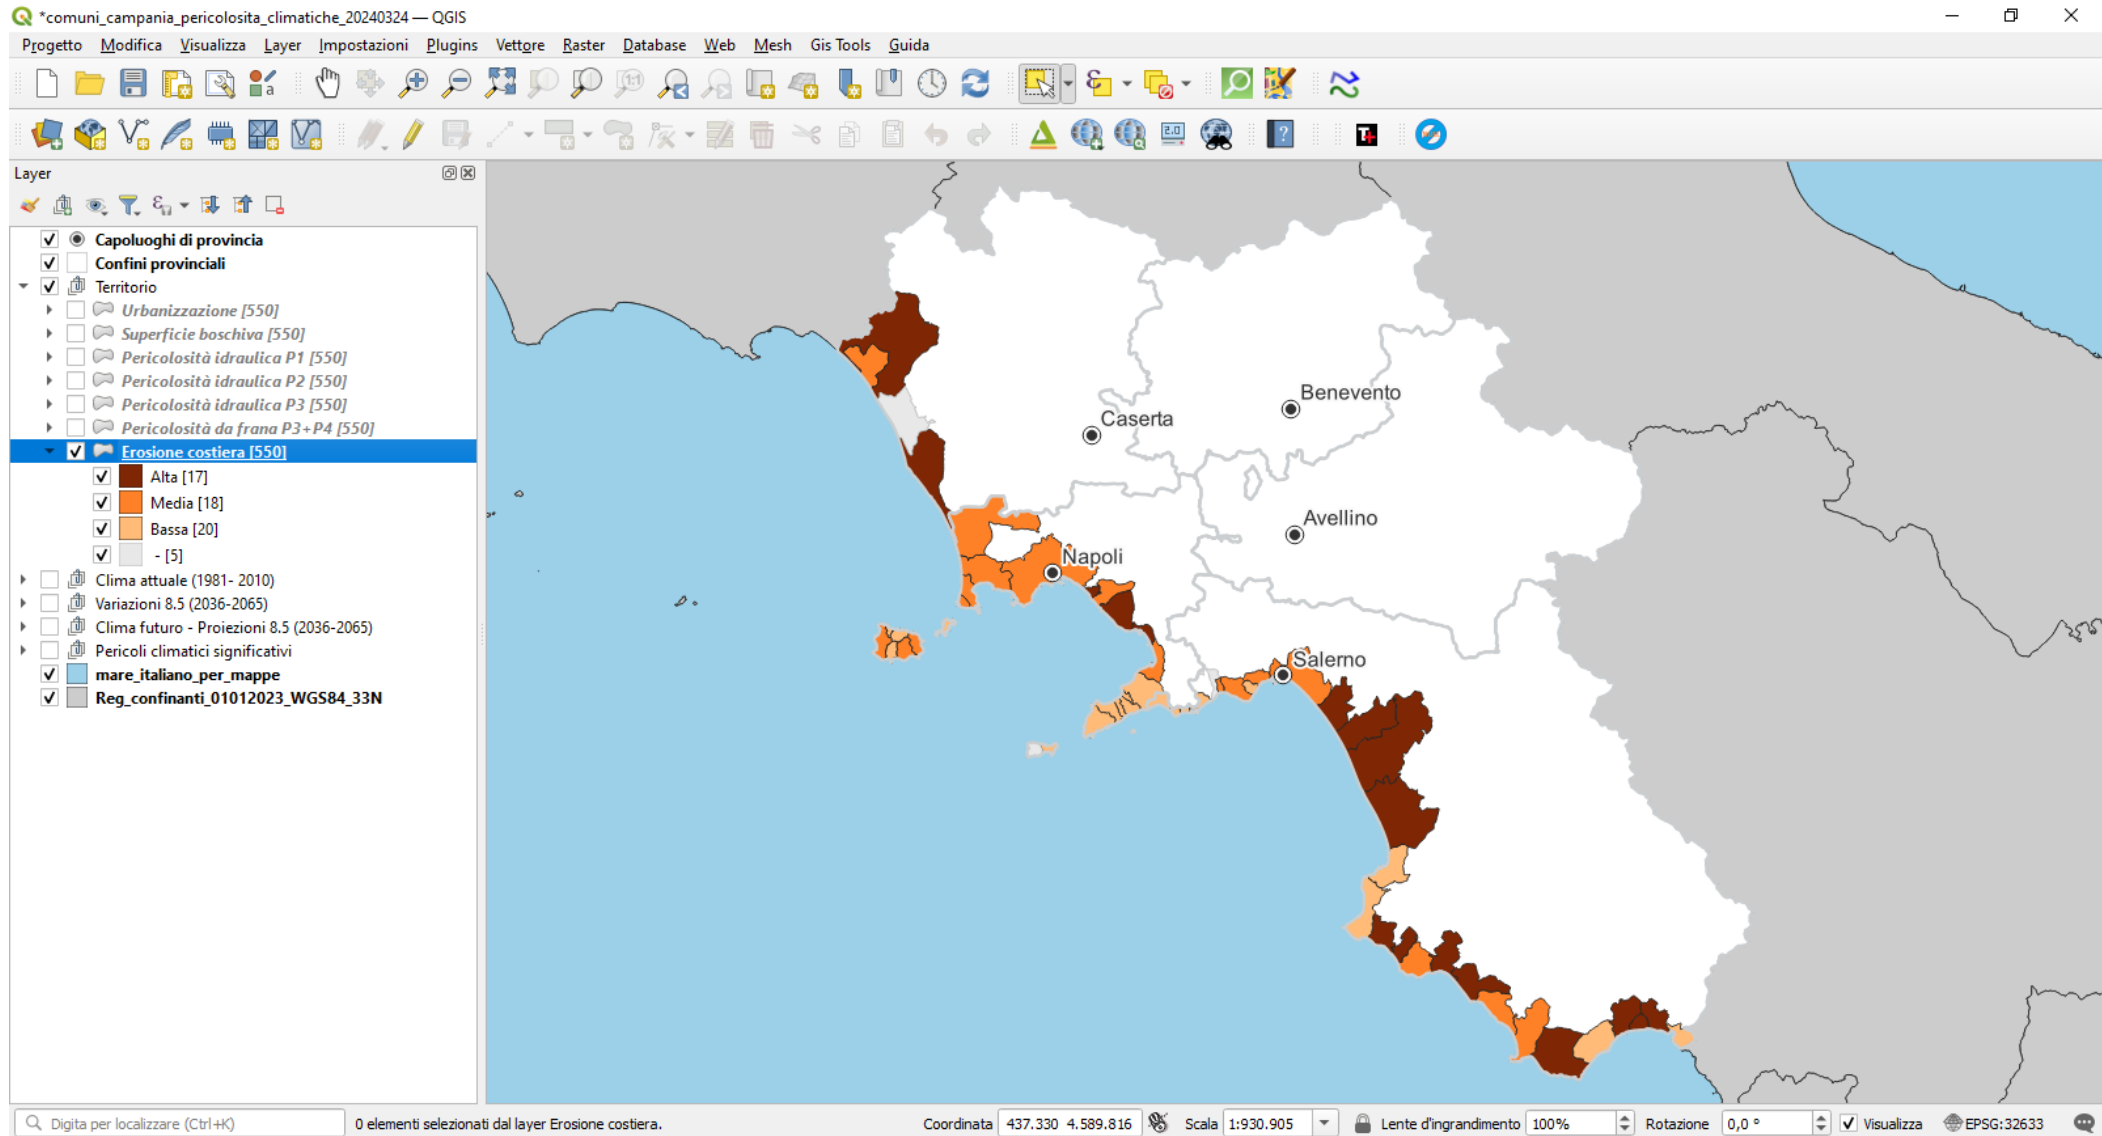 *comuni_campania_pericolosita_climatiche_20240324 — QGIS
Progetto Modifica Visualizza Layer Impostazioni Plugins Vettore Raster Database Web Mesh Gis Tools Guida
Layer
Capoluoghi di provincia
Confini provinciali
Territorio
Urbanizzazione [550]
Superficie boschiva [550]
Pericolosità idraulica P1 [550]
Pericolosità idraulica P2 [550]
Pericolosità idraulica P3 [550]
Pericolosità da frana P3+P4 [550]
Erosione costiera [550]
Alta [17]
Media [18]
Bassa [20]
- [5]
Clima attuale (1981- 2010)
Variazioni 8.5 (2036-2065)
Clima futuro - Proiezioni 8.5 (2036-2065)
Pericoli climatici significativi
mare_italiano_per_mappe
Reg_confinanti_01012023_WGS84_33N
Benevento
Caserta
Avellino
Napoli
Salerno
Digita per localizzare (Ctrl+K)
0 elementi selezionati dal layer Erosione costiera.
Coordinata 437.330 4.589.816
Scala 1:930.905
Lente d'ingrandimento 100%
Rotazione 0,0 °
Visualizza
EPSG:32633